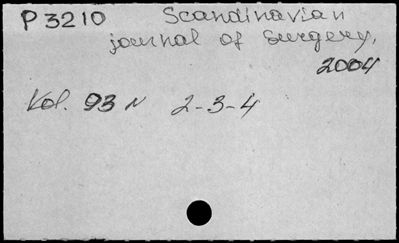 P 3210 Scandinavian
journal of surgery,
2004
Vol. 93 N 2-3-4